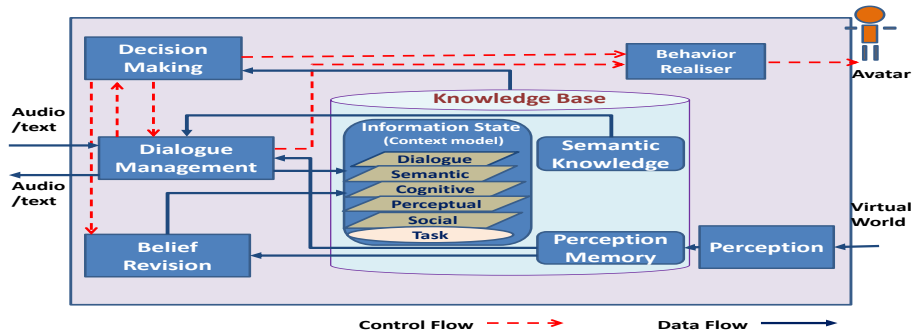 Decision
Making
Behavior
Realiser
Avatar
Knowledge Base
Audio
/text
Information State
(Context model)
Dialogue
Management
Semantic
Knowledge
Dialogue
Semantic
Cognitive
Perceptual
Social
Task
Audio
/text
Virtual
World
Belief
Revision
Perception
Memory
Perception
Control Flow
Data Flow